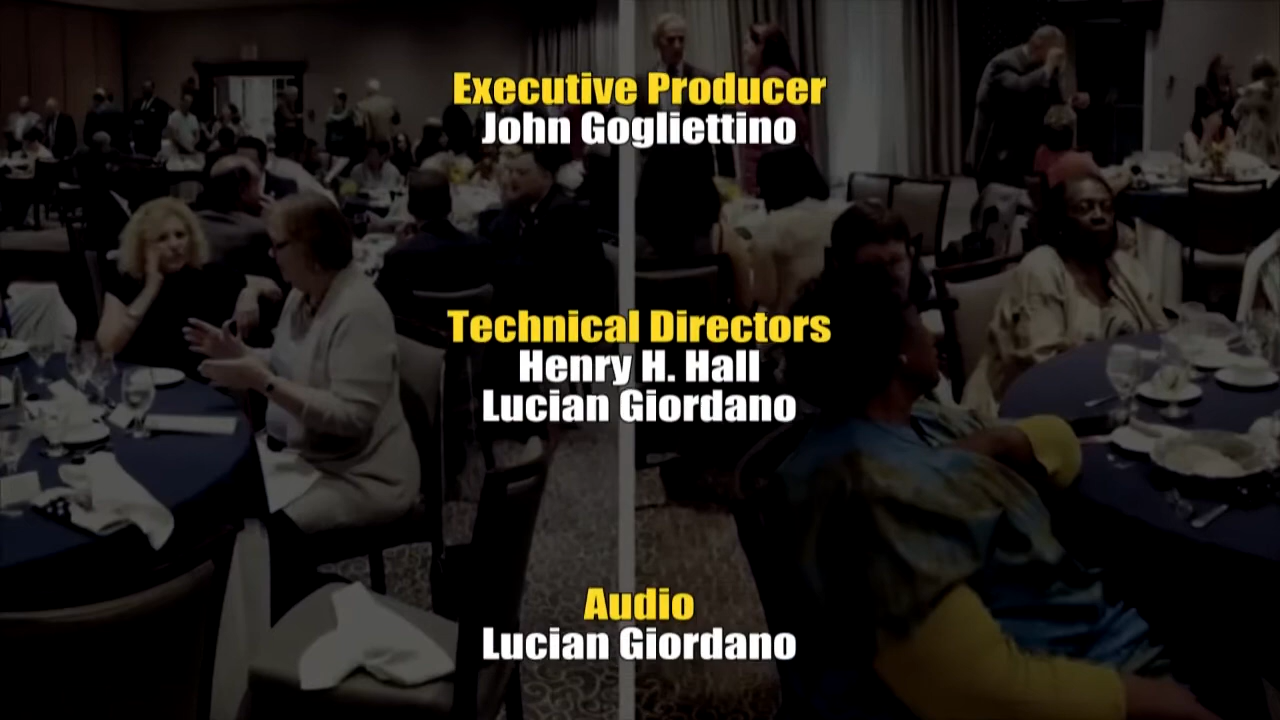 Executive Producer
John Gogliettino
Technical Directors
Henry H. Hall
Lucian Giordano
Audio
Lucian Giordano